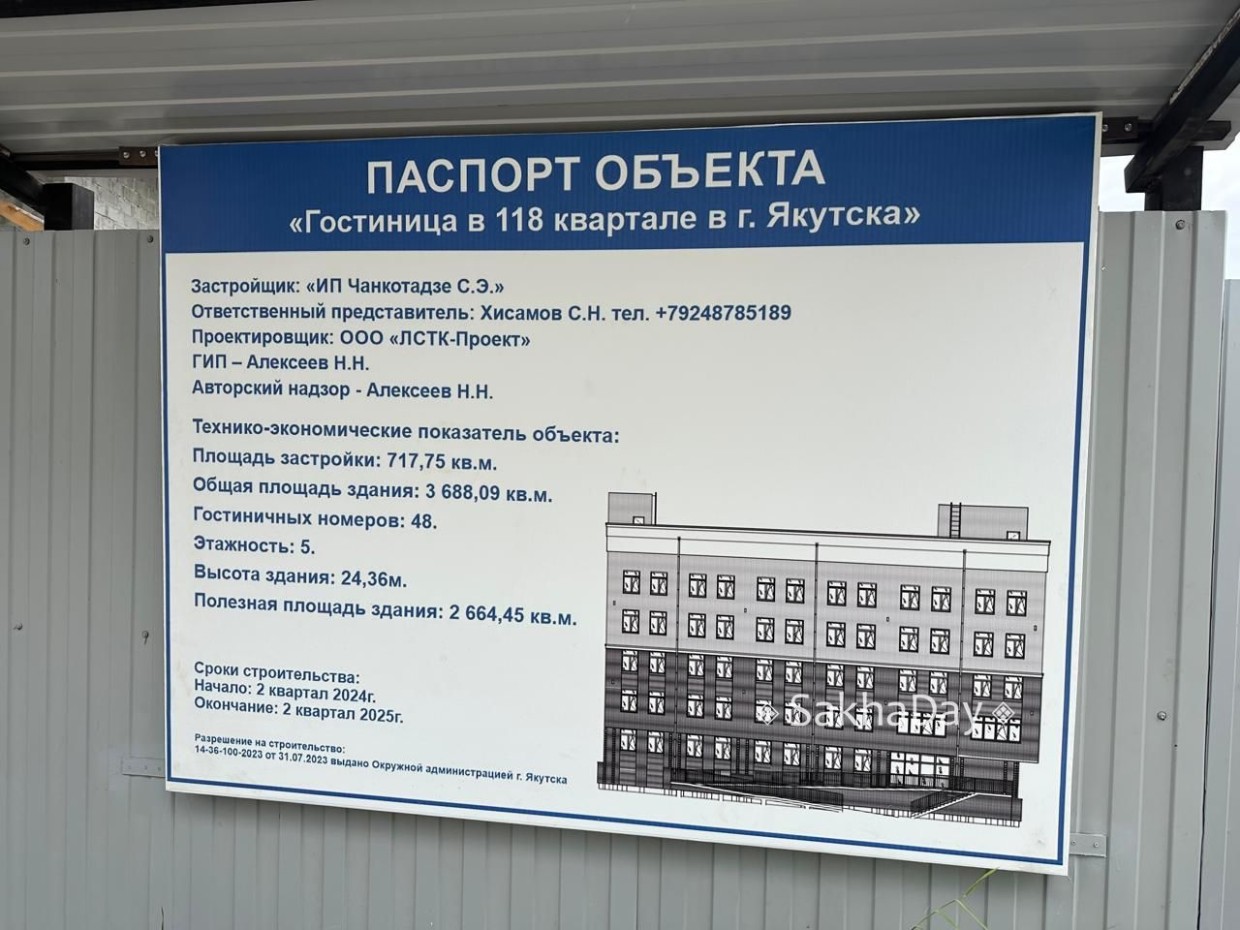 ПАСПОРТ ОБЪЕКТА
«Гостиница в 118 квартале в г. Якутска»
Застройщик: «ИП Чанкотадзе С.Э.»
Ответственный представитель: Хисамов С.Н. тел. +79248785189
Проектировщик: ООО «ЛСТК-Проект»
ГИП – Алексеев Н.Н.
Авторский надзор - Алексеев Н.Н.
Технико-экономические показатель объекта:
Площадь застройки: 717,75 кв.м.
Общая площадь здания: 3 688,09 кв.м.
Гостиничных номеров: 48.
Этажность: 5.
Высота здания: 24,36м.
Полезная площадь здания: 2 664,45 кв.м.
Сроки строительства:
Начало: 2 квартал 2024г.
Окончание: 2 квартал 2025г.
Разрешение на строительство:
14-36-100-2023 от 31.07.2023 выдано Окружной администрацией г. Якутска
SakhaDay